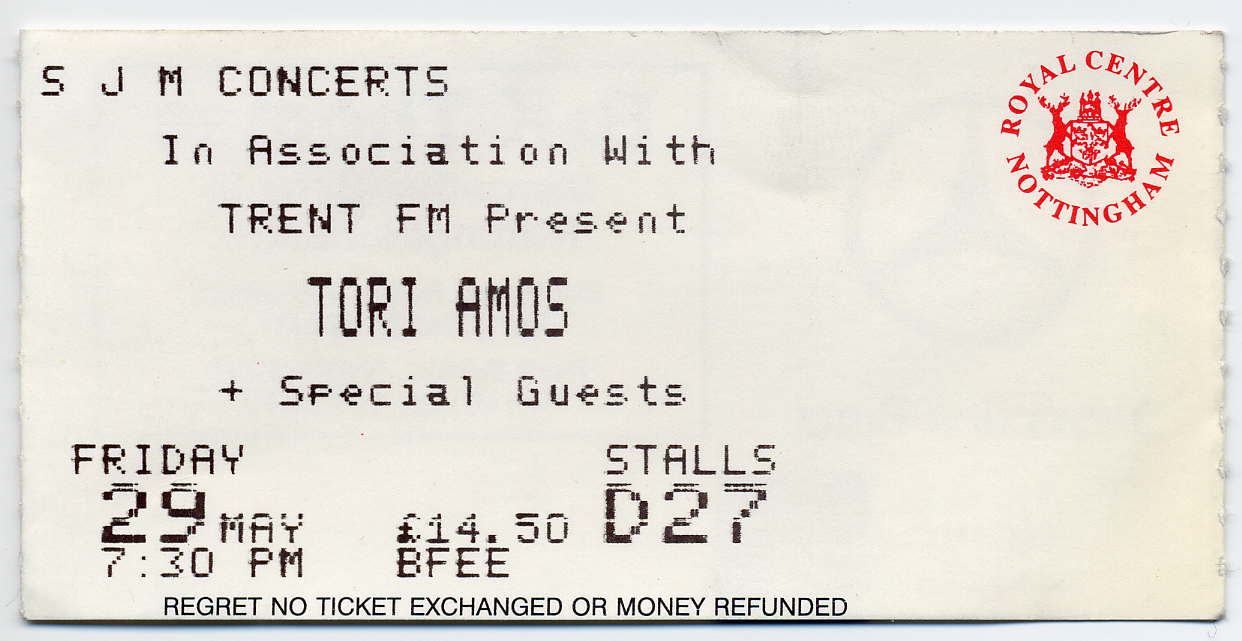 S J M CONCERTS
In Association With
TRENT FM Present
TORI AMOS
+ Special Guests
FRIDAY
29 MAY
7:30 PM
£14.50
BFEE
STALLS
D27
REGRET NO TICKET EXCHANGED OR MONEY REFUNDED
ROYAL CENTRE
NOTTINGHAM